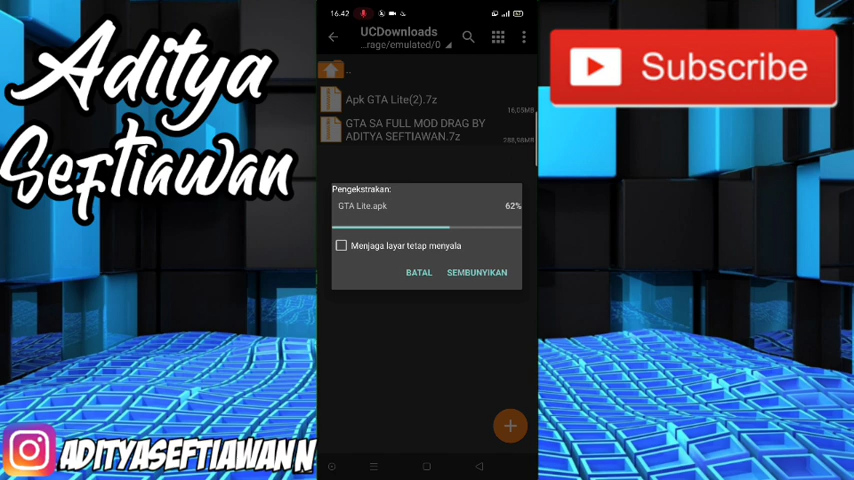 Aditya
Seftiawan
ADITYASEFTIAWANN
16.42
UCDownloads
...rage/emulated/0
..
Apk GTA Lite(2).7z
16,05MB
GTA SA FULL MOD DRAG BY
ADITYA SEFTIAWAN.7z
288,98MB
Pengekstrakan:
GTA Lite.apk
62%
Menjaga layar tetap menyala
BATAL
SEMBUNYIKAN
Subscribe